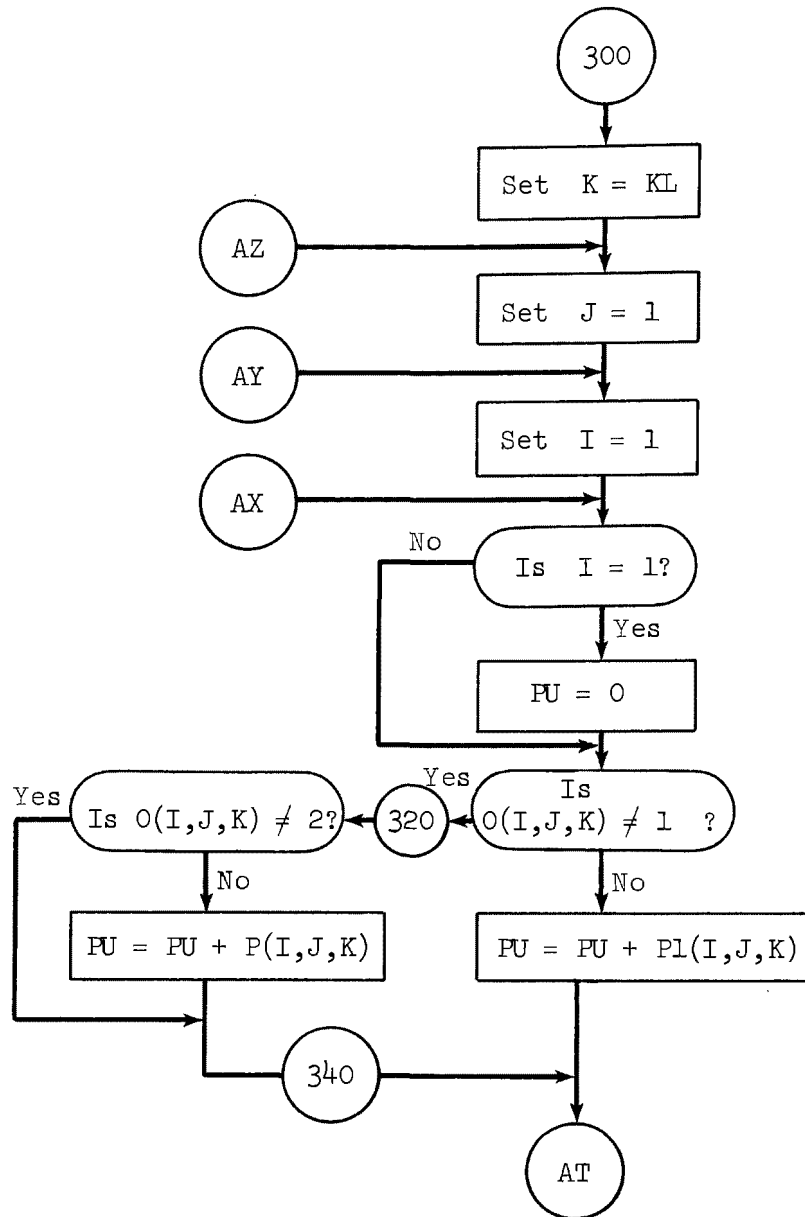 300
Set K = KL
AZ
Set J = 1
AY
Set I = 1
AX
No
Is I = 1?
Yes
PU = 0
Yes
Is
O(I,J,K) ≠ 1 ?
320
Yes
Is O(I,J,K) ≠ 2?
No
No
PU = PU + P(I,J,K)
PU = PU + P1(I,J,K)
340
AT